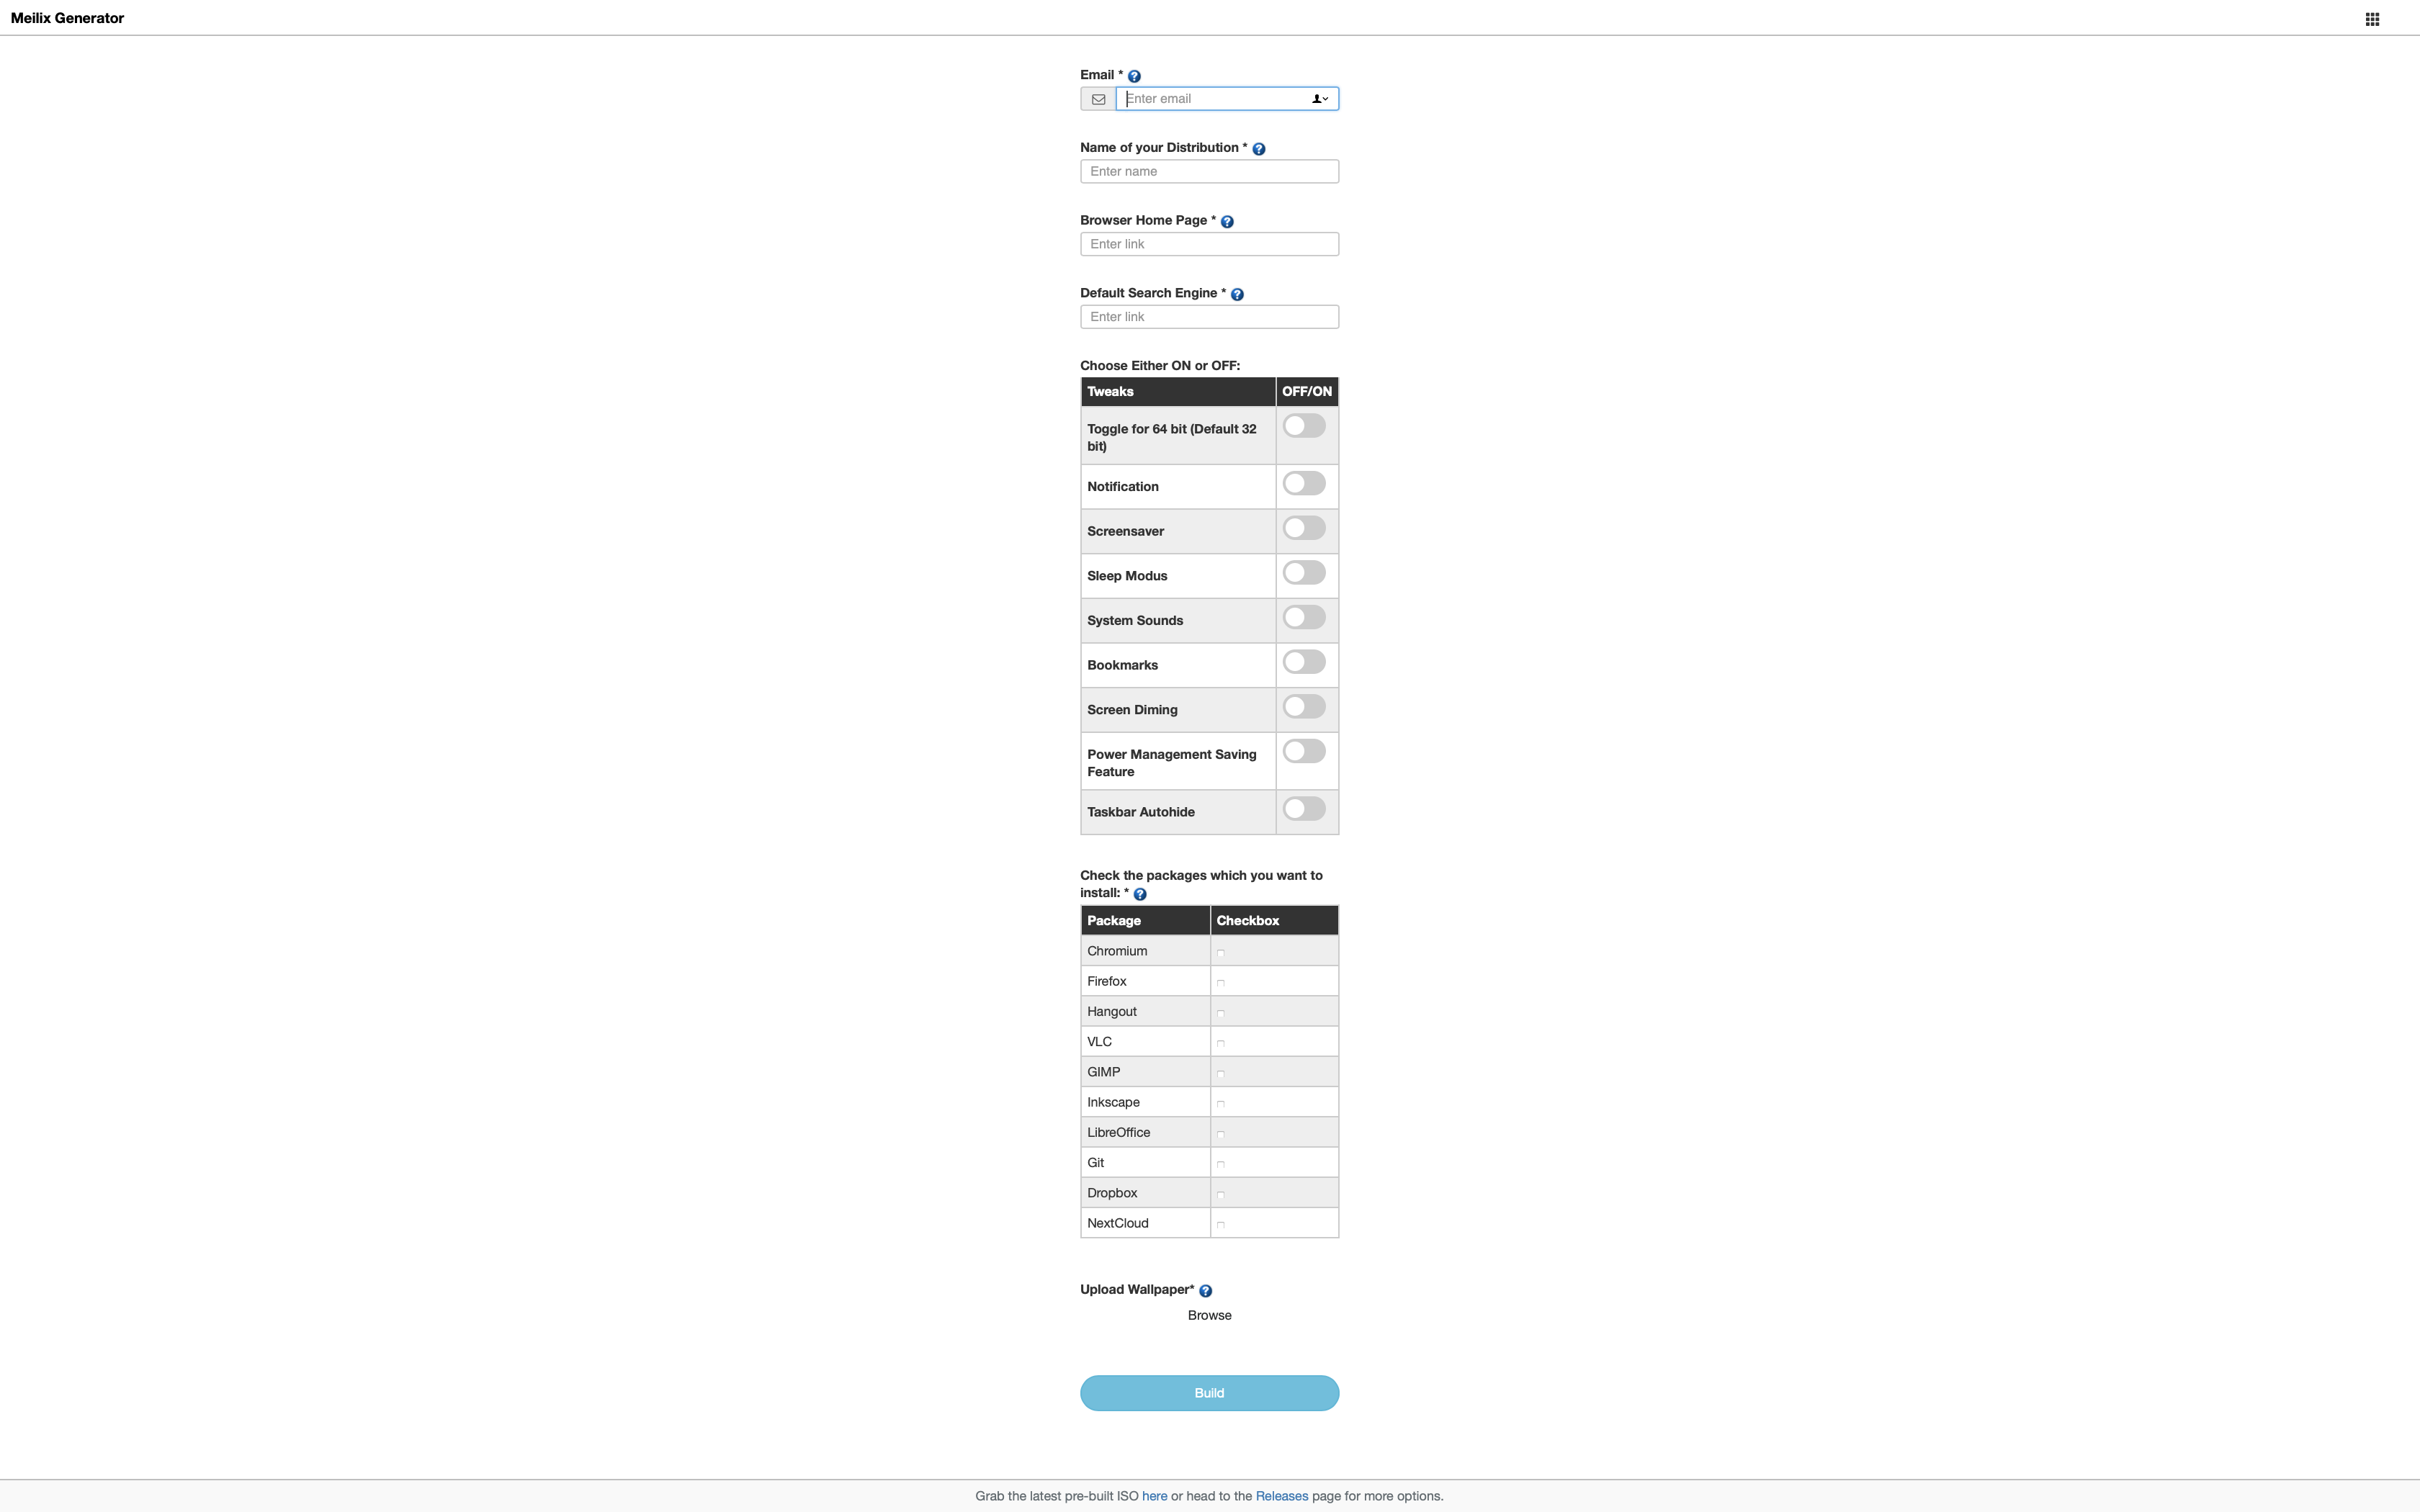 Meilix Generator
Email *
Enter email
Name of your Distribution *
Enter name
Browser Home Page *
Enter link
Default Search Engine *
Enter link
Choose Either ON or OFF:
Tweaks OFF/ON
Toggle for 64 bit (Default 32
bit)
Notification
Screensaver
Sleep Modus
System Sounds
Bookmarks
Screen Diming
Power Management Saving
Feature
Taskbar Autohide
Check the packages which you want to
install: *
Package Checkbox
Chromium
Firefox
Hangout
VLC
GIMP
Inkscape
LibreOffice
Git
Dropbox
NextCloud
Upload Wallpaper*
Browse
Build
Grab the latest pre-built ISO here or head to the Releases page for more options.